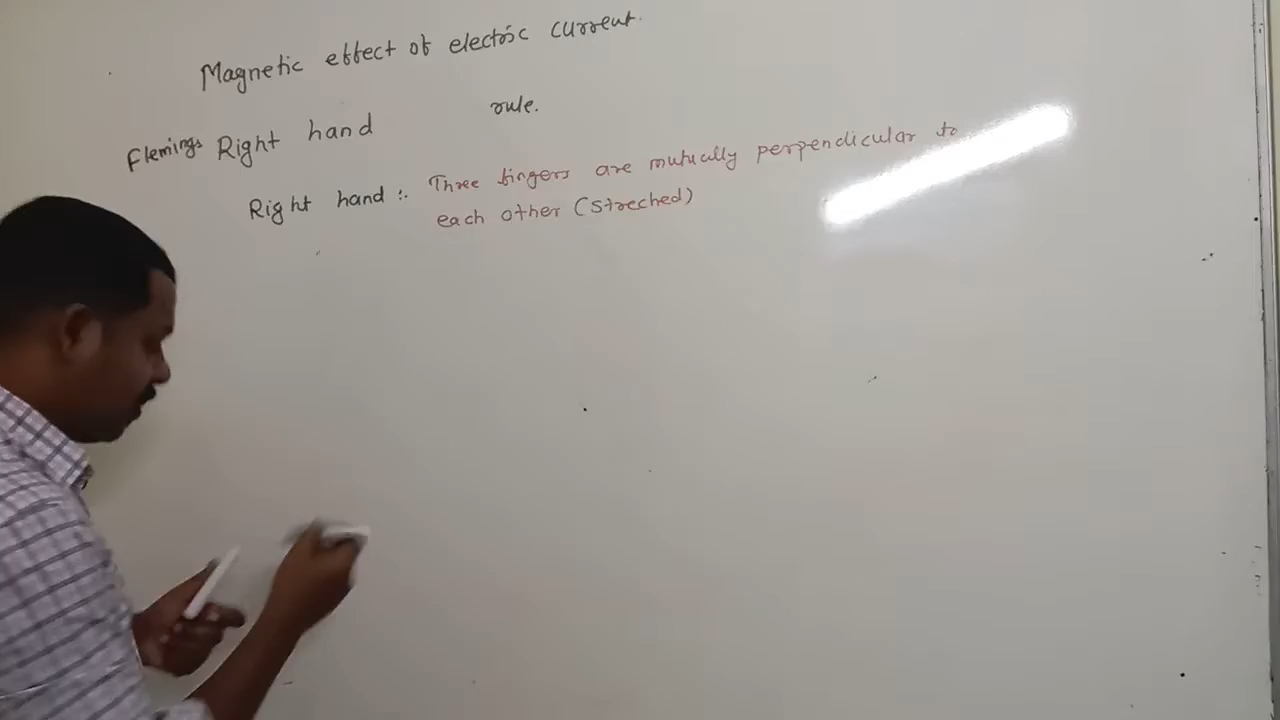 Magnetic effect of electric current.
Flemings Right hand rule.
Right hand :. Three fingers are mutually perpendicular to
each other (Streched)